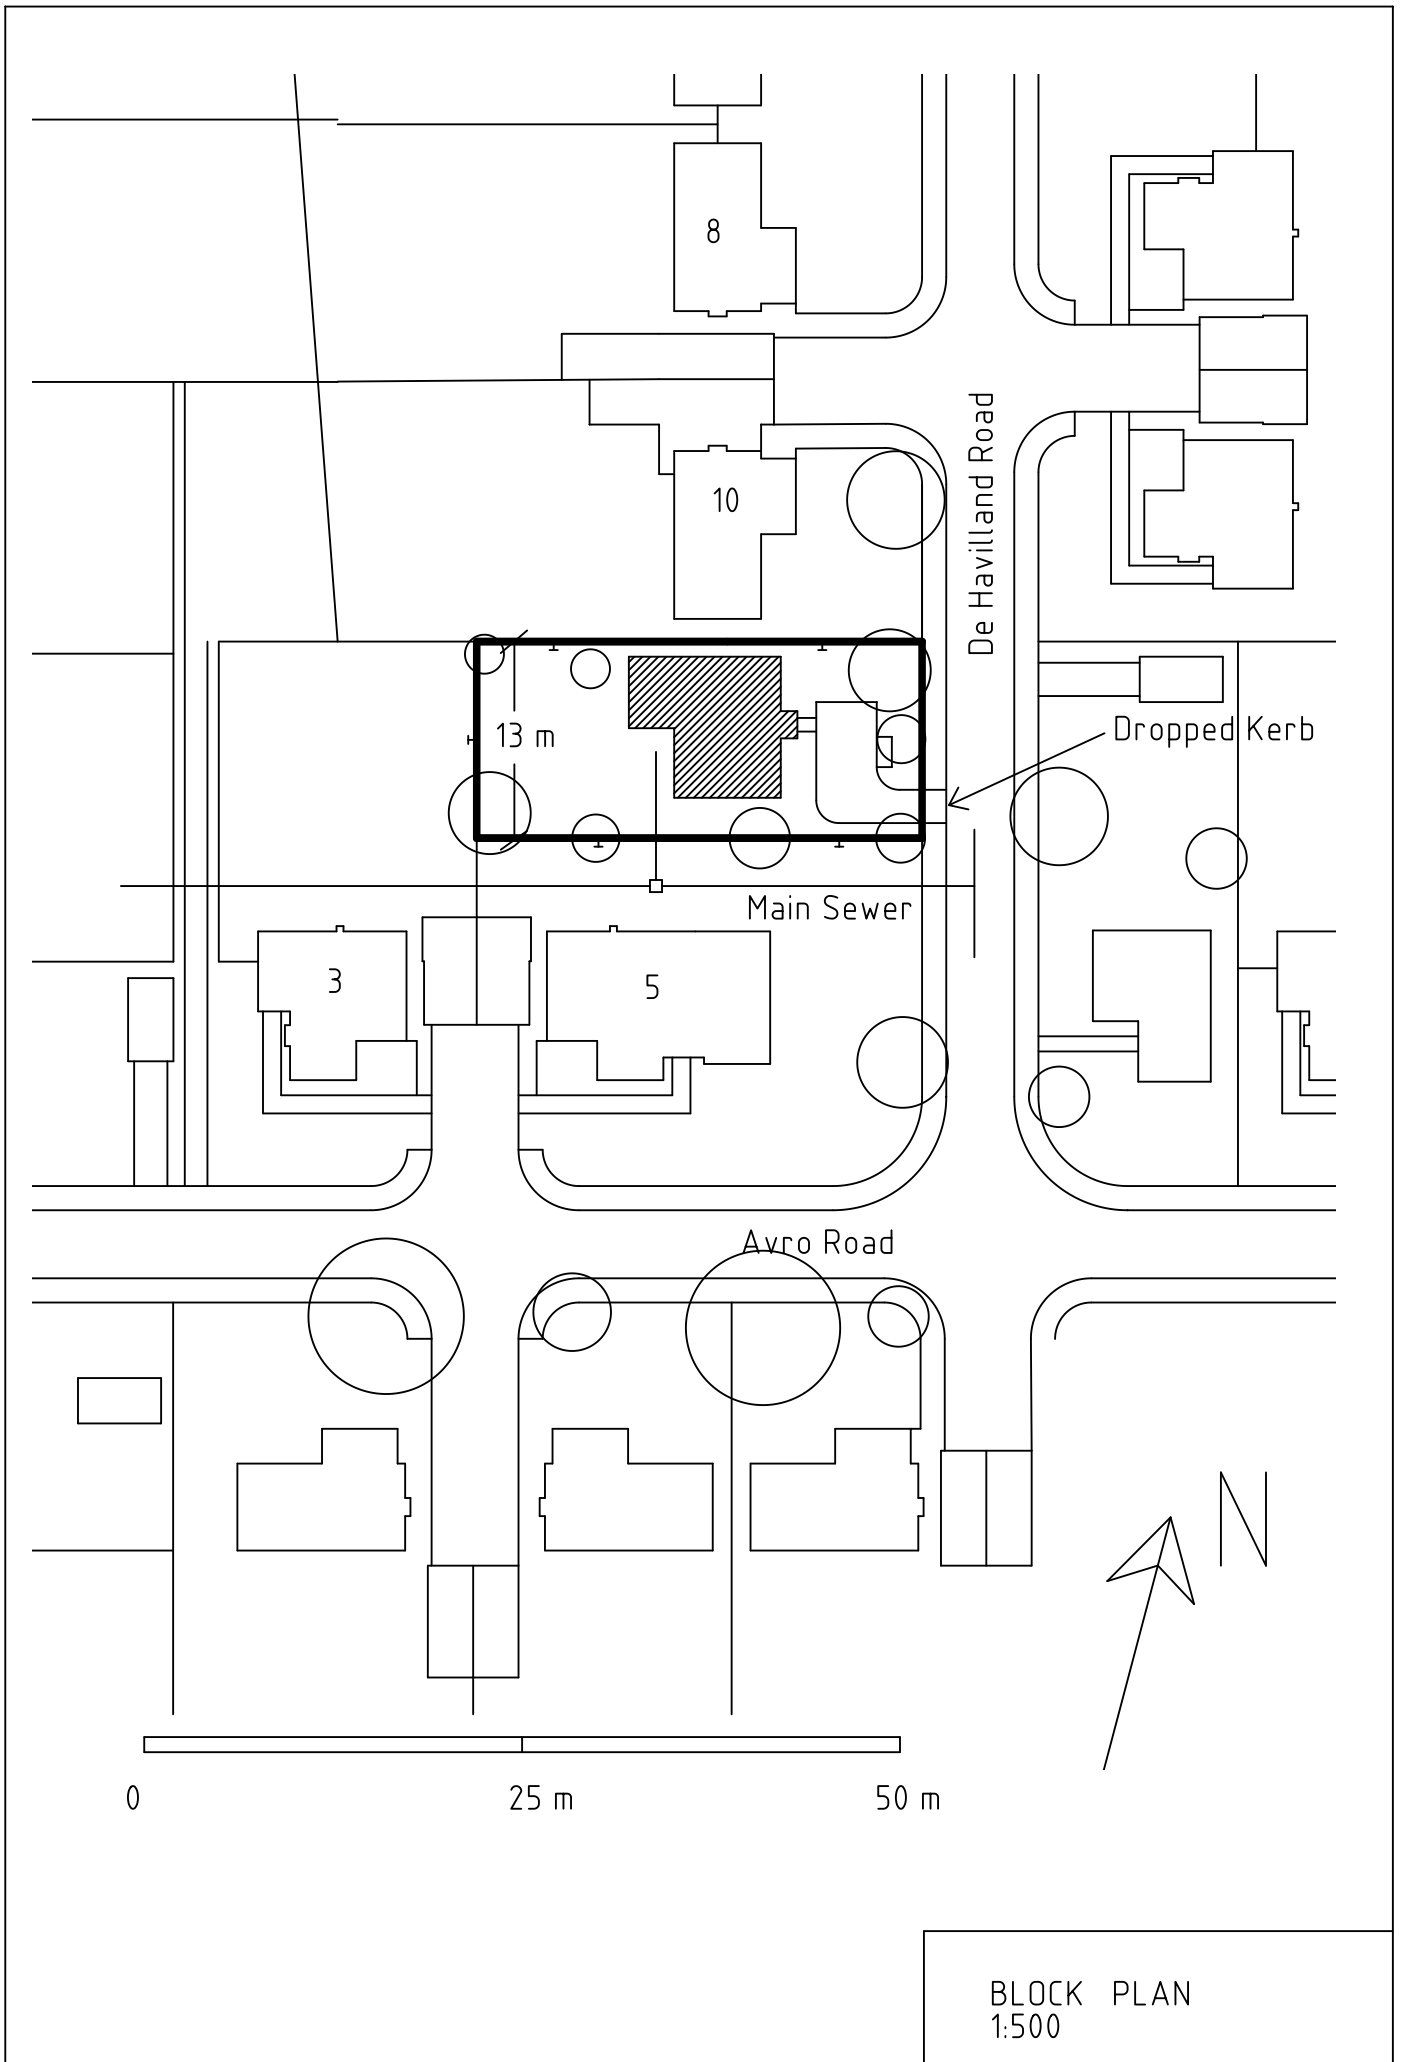 8
De Havilland Road
10
13 m
Dropped Kerb
Main Sewer
3
5
Avro Road
N
0 25 m 50 m
BLOCK PLAN
1:500